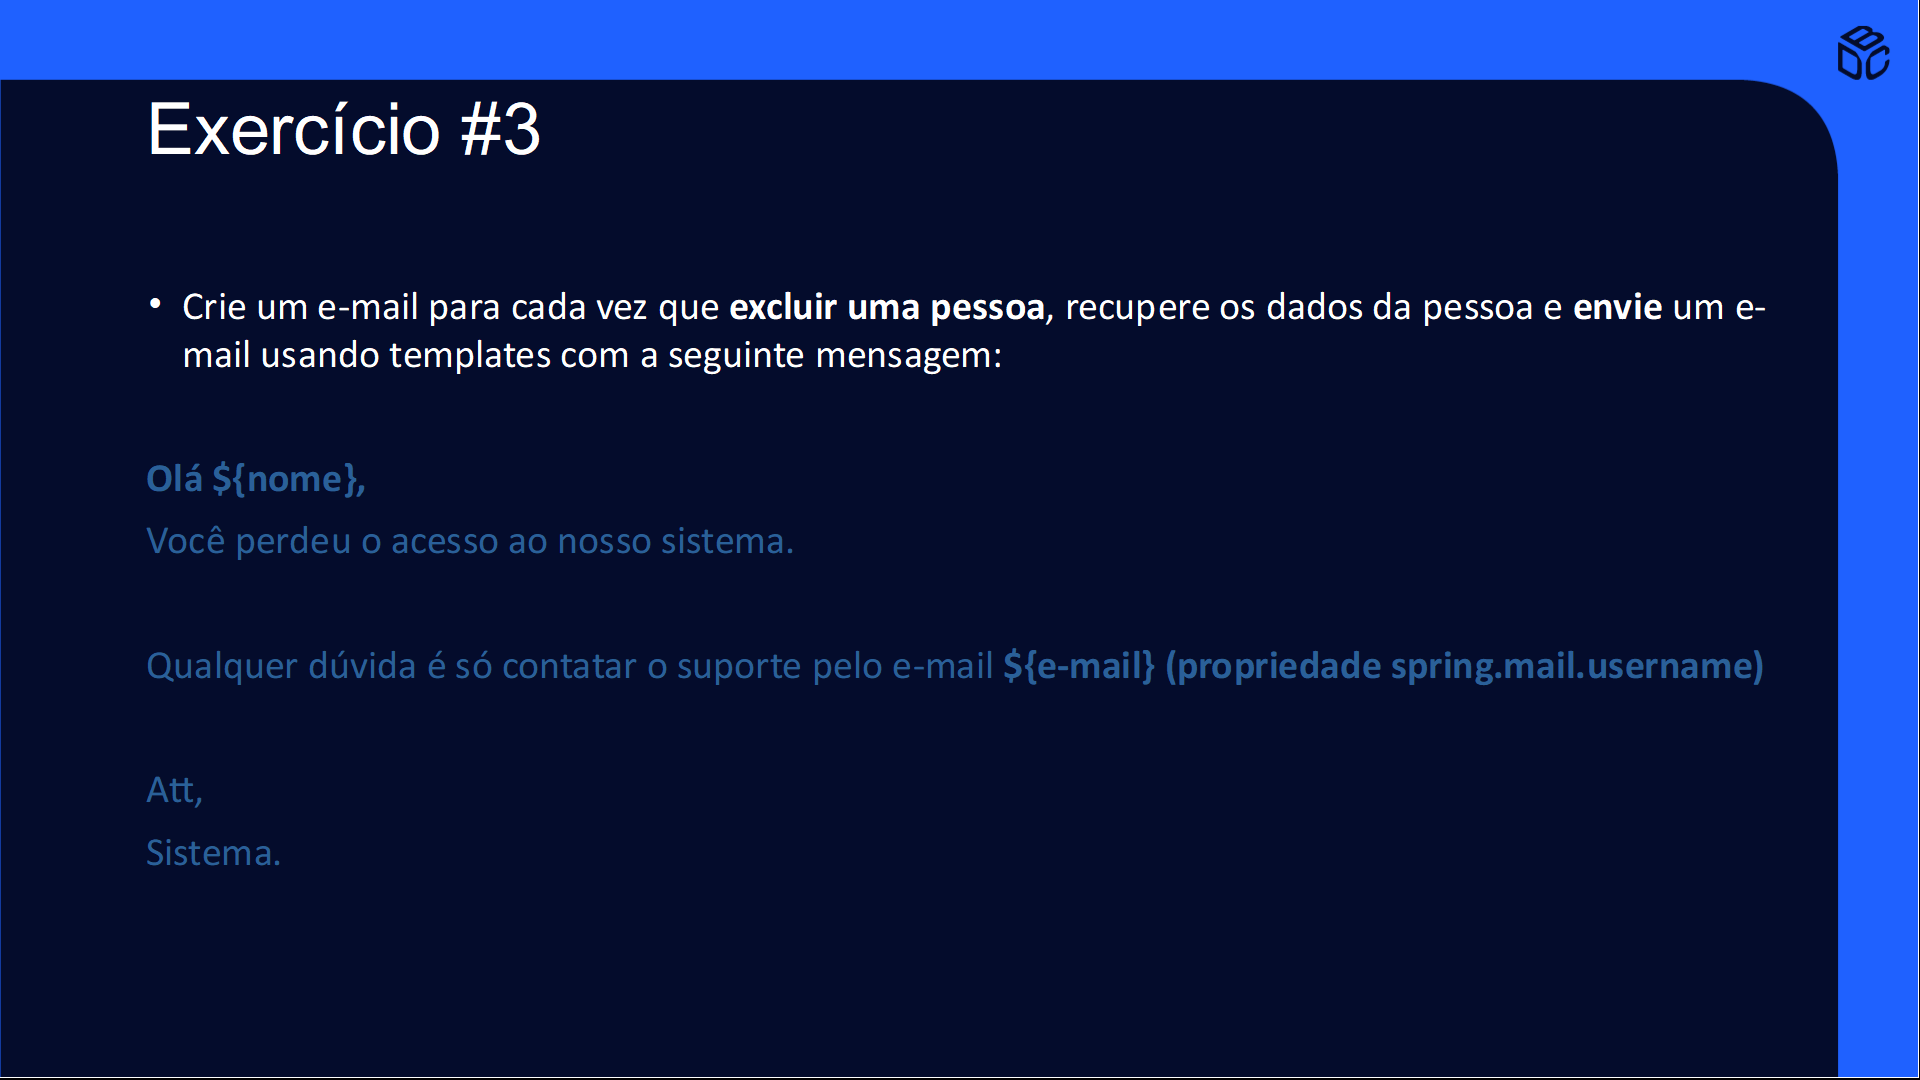 Exercício #3
• Crie um e-mail para cada vez que excluir uma pessoa, recupere os dados da pessoa e envie um e-
mail usando templates com a seguinte mensagem:
Olá ${nome},
Você perdeu o acesso ao nosso sistema.
Qualquer dúvida é só contatar o suporte pelo e-mail ${e-mail} (propriedade spring.mail.username)
Att,
Sistema.